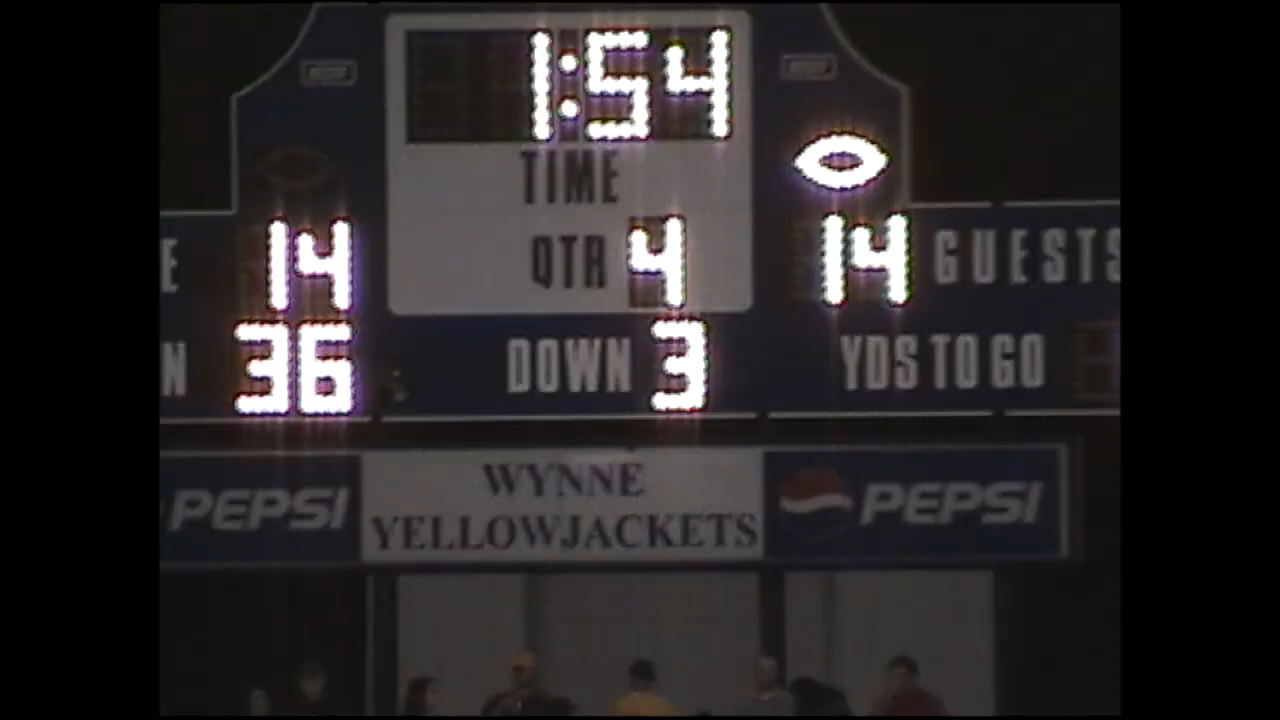 1:54
TIME
E 14 QTR 4 14 GUESTS
N 36 DOWN 3 YDS TO GO
PEPSI WYNNE YELLOWJACKETS PEPSI